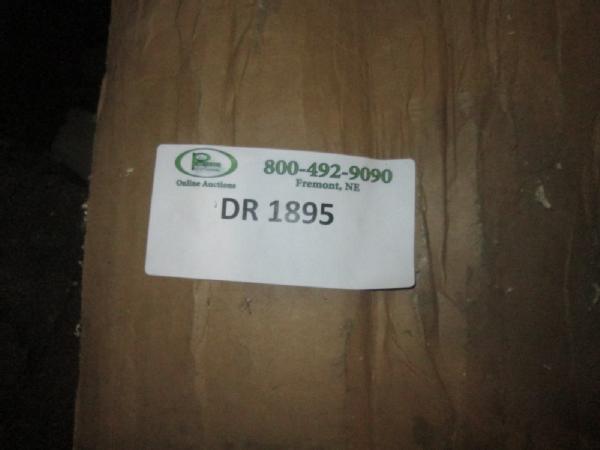 800-492-9090
Online Auctions
Fremont, NE
DR 1895